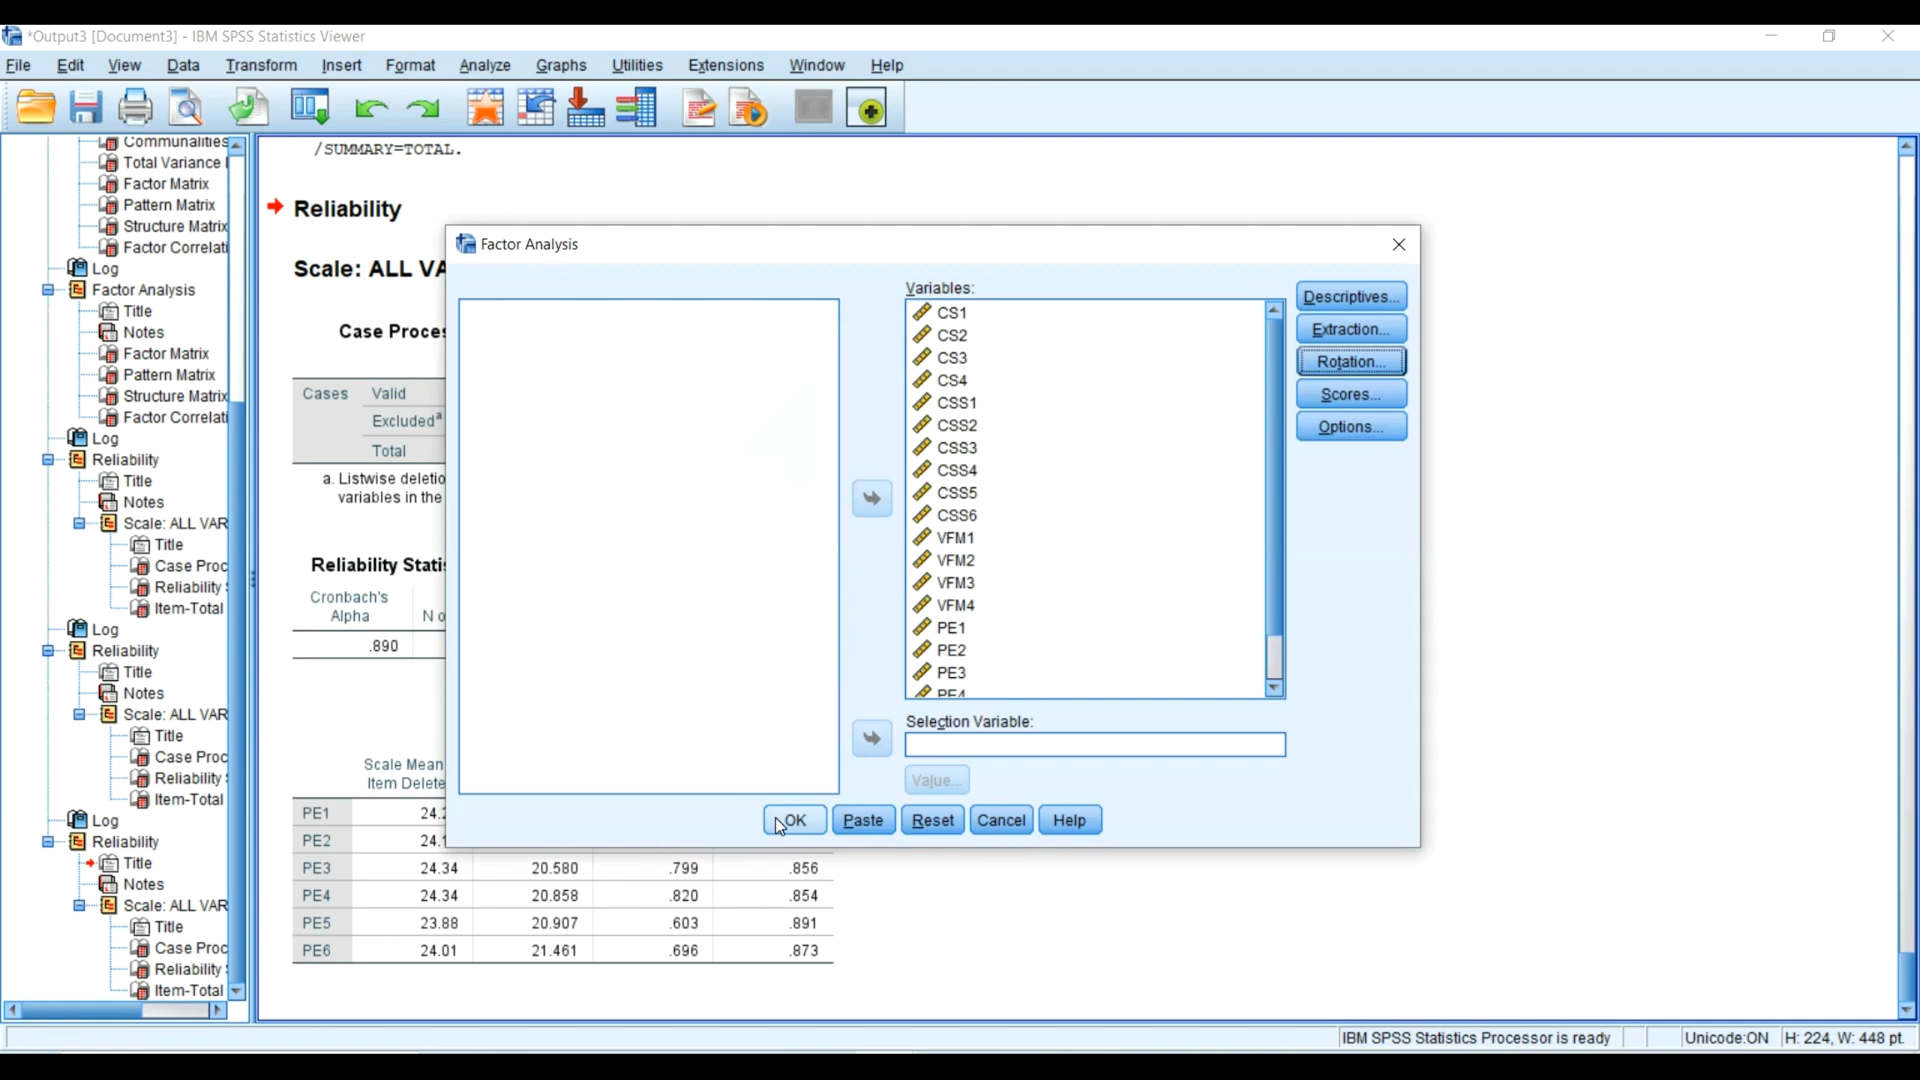 *Output3 [Document3] - IBM SPSS Statistics Viewer
File Edit View Data Transform Insert Format Analyze Graphs Utilities Extensions Window Help
Communalities
Total Variance
Factor Matrix
Pattern Matrix
Structure Matrix
Factor Correlati
Log
Factor Analysis
Title
Notes
Factor Matrix
Pattern Matrix
Structure Matrix
Factor Correlati
Log
Reliability
Title
Notes
Scale: ALL VAR
Title
Case Proc
Reliability
Item-Total
Log
Reliability
Title
Notes
Scale: ALL VAR
Title
Case Proc
Reliability
Item-Total
Log
Reliability
Title
Notes
Scale: ALL VAR
Title
Case Proc
Reliability
Item-Total
/SUMMARY=TOTAL.
Reliability
Scale: ALL VA
Case Proces
Cases Valid
Excludedª
Total
a. Listwise deletio
variables in the
Reliability Statis
Cronbach's
Alpha N o
.890
Scale Mean
Item Delete
PE1 24.2
PE2 24.1
PE3 24.34 20.580 .799 .856
PE4 24.34 20.858 .820 .854
PE5 23.88 20.907 .603 .891
PE6 24.01 21.461 .696 .873
Factor Analysis
Variables:
CS1
CS2
CS3
CS4
CSS1
CSS2
CSS3
CSS4
CSS5
CSS6
VFM1
VFM2
VFM3
VFM4
PE1
PE2
PE3
PE4
Selection Variable:
Value...
Descriptives...
Extraction...
Rotation...
Scores...
Options...
OK Paste Reset Cancel Help
IBM SPSS Statistics Processor is ready Unicode:ON H: 224, W: 448 pt.